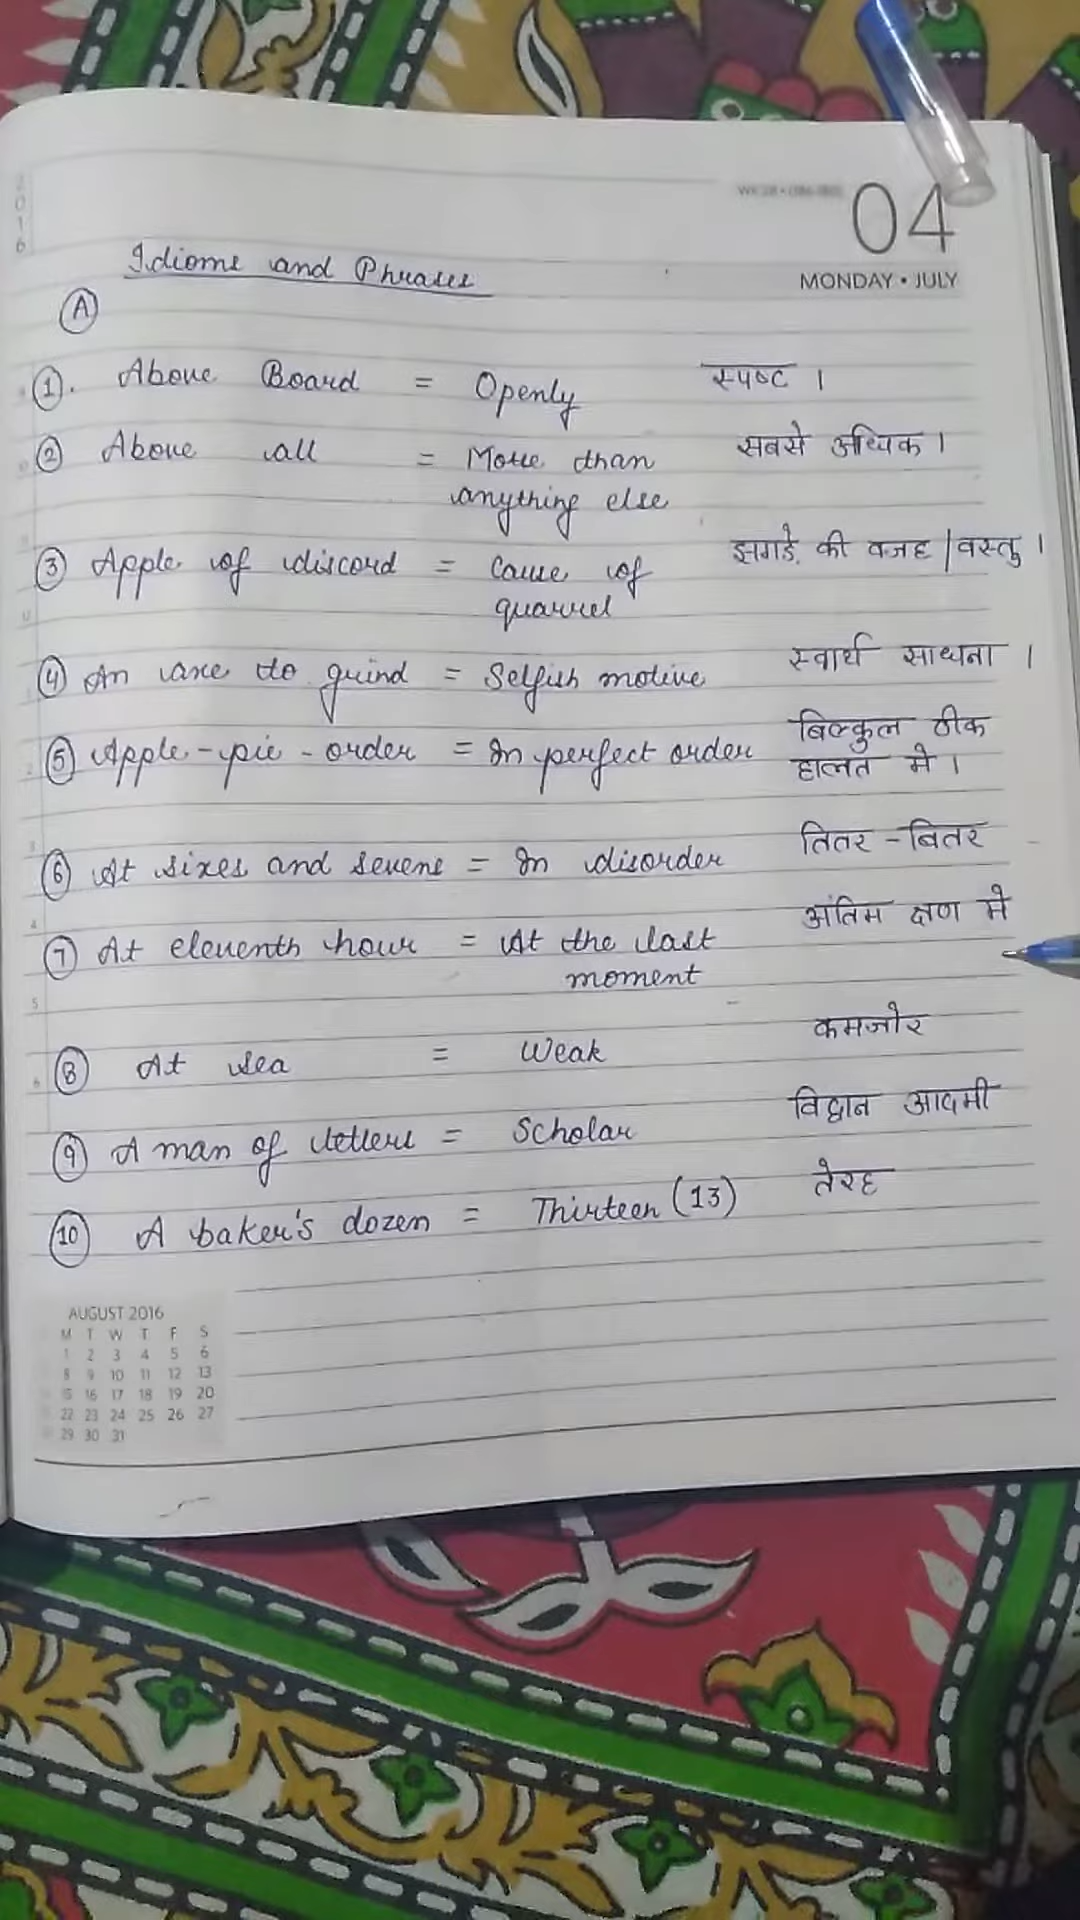 2016
04
MONDAY • JULY
Idioms and Phrases
A
1. Above Board = Openly स्पष्ट ।
2 Above all = More than सबसे अधिक ।
anything else
3 Apple of discord = Cause of झगड़े की वजह / वस्तु ।
quarrel
4 An axe to grind = Selfish motive स्वार्थ साधना ।
5 Apple-pie-order = In perfect order बिल्कुल ठीक
हालत मे ।
6 At sixes and sevens = In disorder तितर-बितर
7 At eleventh hour = At the last अंतिम क्षण मे
moment
8 At sea = Weak कमजोर
9 A man of letters = Scholar विद्वान आदमी
10 A baker's dozen = Thirteen (13) तेरह
AUGUST 2016
M T W T F S
1 2 3 4 5 6
8 9 10 11 12 13
15 16 17 18 19 20
22 23 24 25 26 27
29 30 31